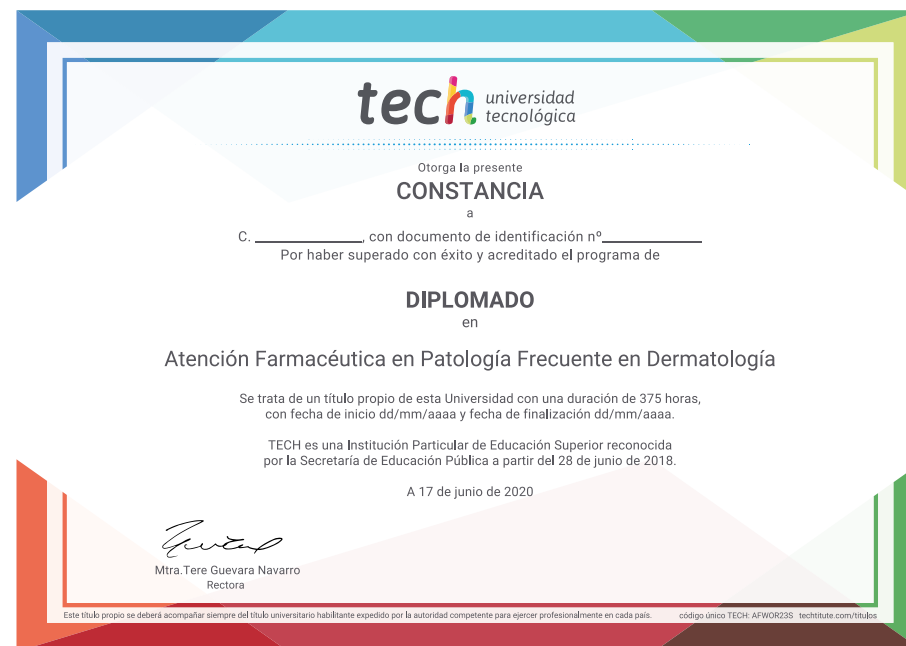 tech universidad
tecnológica
Otorga la presente
CONSTANCIA
a
C. ______________, con documento de identificación nº_____________
Por haber superado con éxito y acreditado el programa de
DIPLOMADO
en
Atención Farmacéutica en Patología Frecuente en Dermatología
Se trata de un título propio de esta Universidad con una duración de 375 horas,
con fecha de inicio dd/mm/aaaa y fecha de finalización dd/mm/aaaa.
TECH es una Institución Particular de Educación Superior reconocida
por la Secretaría de Educación Pública a partir del 28 de junio de 2018.
A 17 de junio de 2020
Mtra.Tere Guevara Navarro
Rectora
Este título propio se deberá acompañar siempre del título universitario habilitante expedido por la autoridad competente para ejercer profesionalmente en cada país. código único TECH: AFWOR23S techtitute.com/títulos